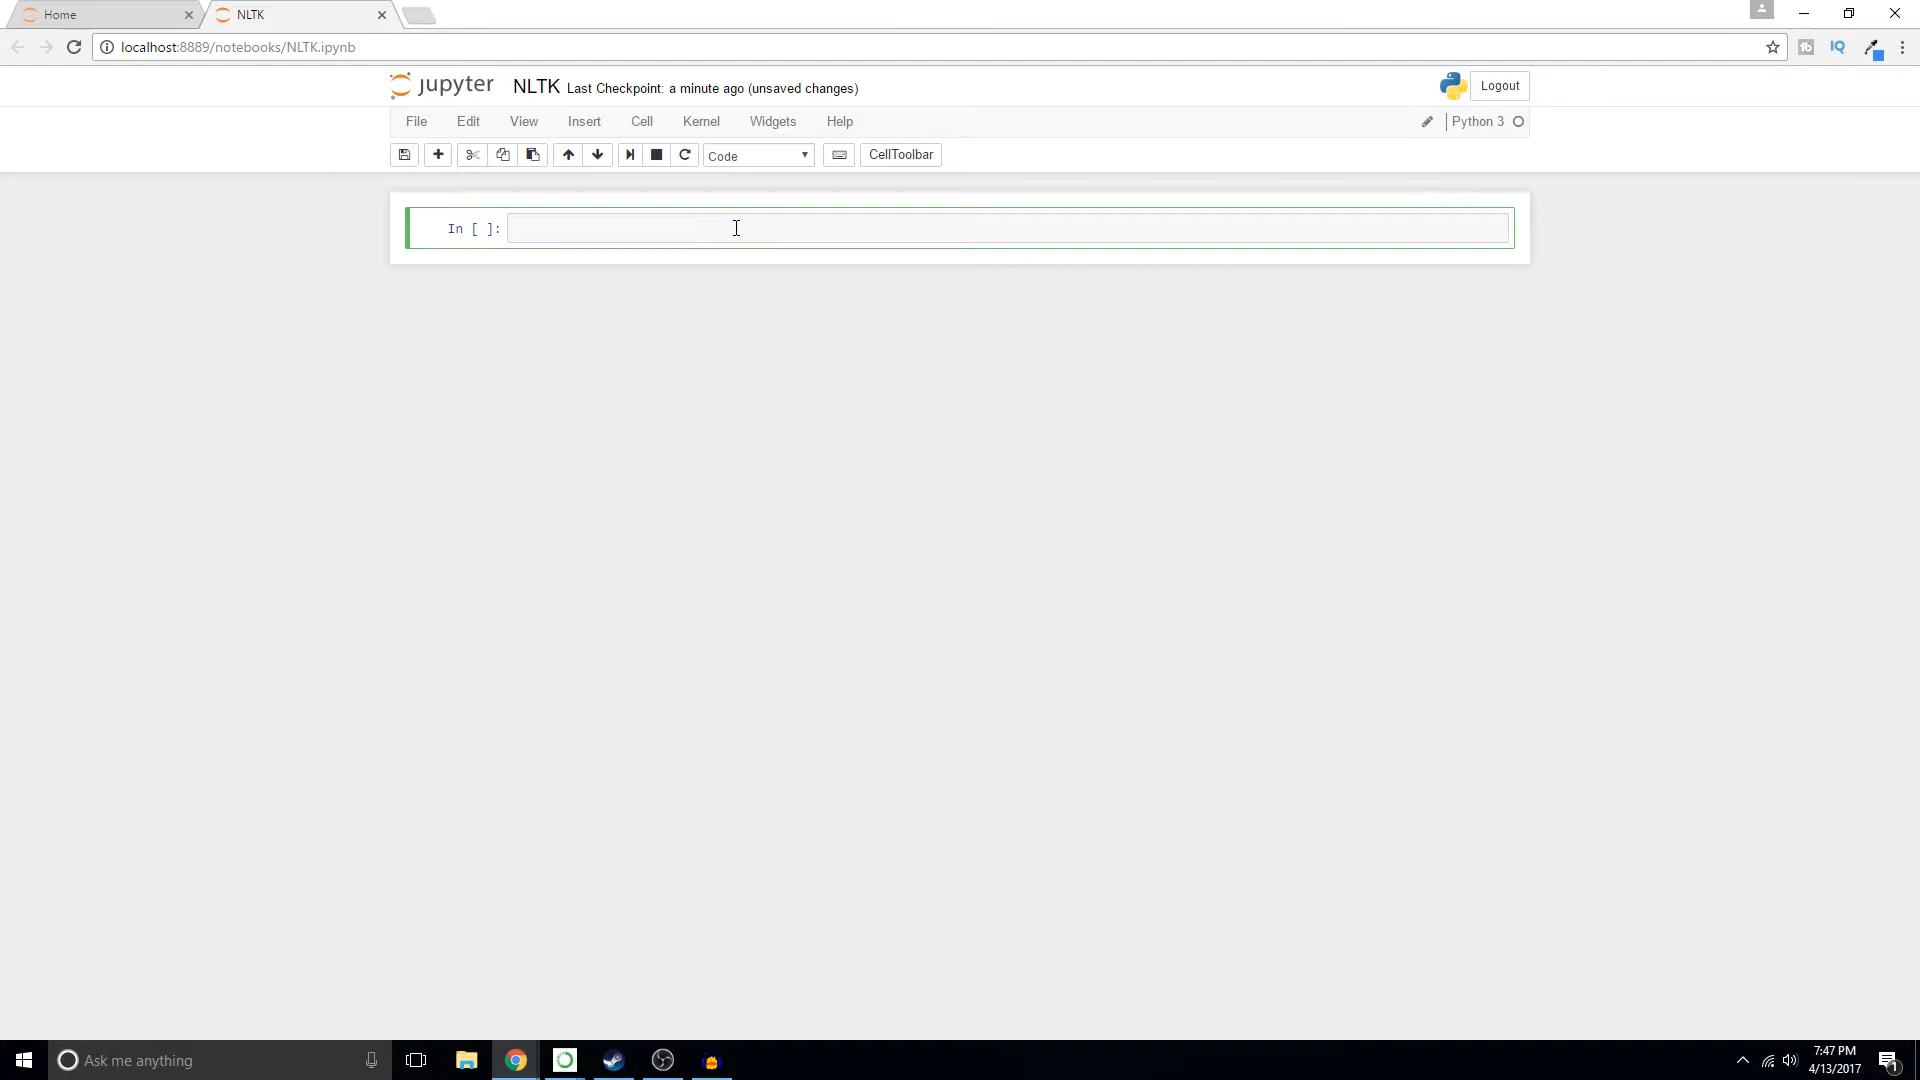 Home
NLTK
localhost:8889/notebooks/NLTK.ipynb
IQ
jupyter NLTK Last Checkpoint: a minute ago (unsaved changes)
Logout
File Edit View Insert Cell Kernel Widgets Help
Python 3
Code
CellToolbar
In [ ]:
Ask me anything
7:47 PM
4/13/2017
1